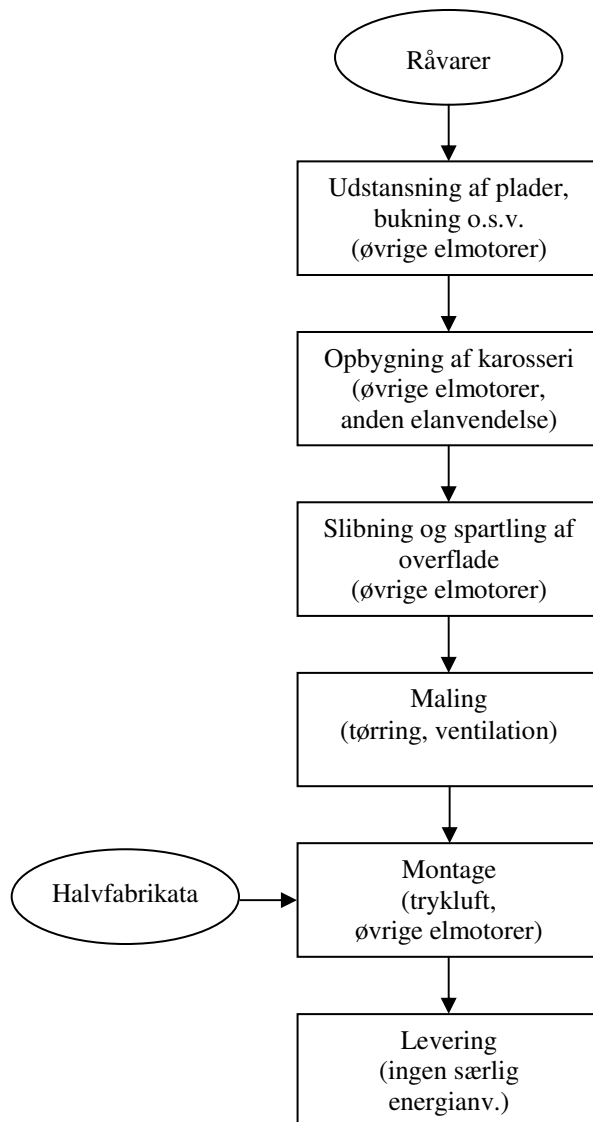 Råvarer
Udstansning af plader,
bukning o.s.v.
(øvrige elmotorer)
Opbygning af karosseri
(øvrige elmotorer,
anden elanvendelse)
Slibning og spartling af
overflade
(øvrige elmotorer)
Maling
(tørring, ventilation)
Halvfabrikata
Montage
(trykluft,
øvrige elmotorer)
Levering
(ingen særlig
energianv.)